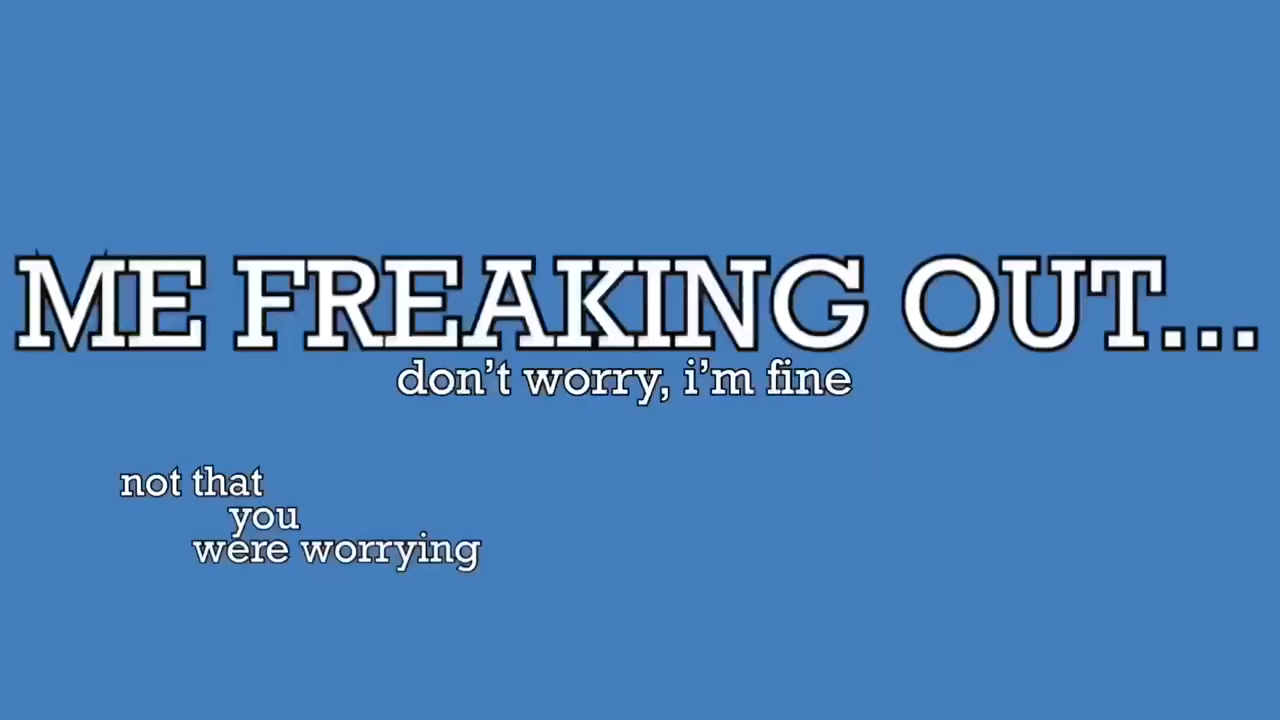 ME FREAKING OUT...
don't worry, i'm fine
not that
you
were worrying